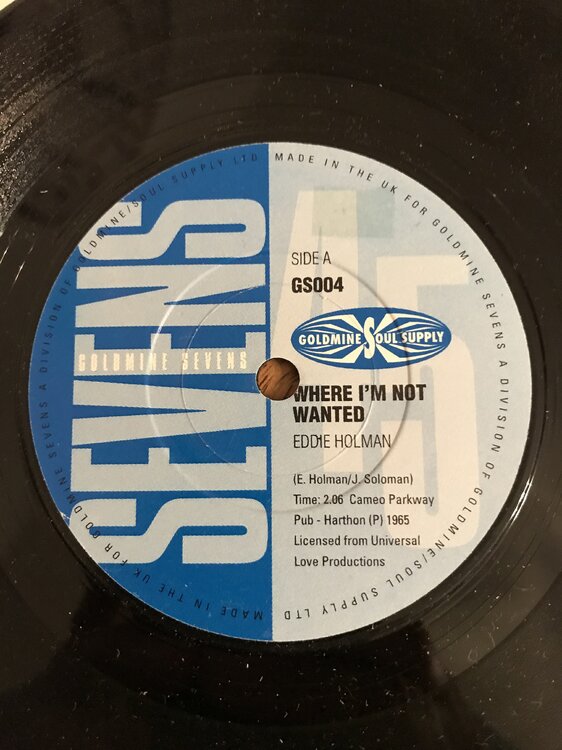 MADE IN THE UK FOR GOLDMINE SEVENS A DIVISION OF GOLDMINE/SOUL SUPPLY LTD
MADE IN THE UK FOR GOLDMINE SEVENS A DIVISION OF GOLDMINE/SOUL SUPPLY LTD
SEVENS
GOLDMINE SEVENS
45
SIDE A
GS004
GOLDMINE SOUL SUPPLY
WHERE I'M NOT
WANTED
EDDIE HOLMAN
(E. Holman/J. Soloman)
Time: 2.06 Cameo Parkway
Pub - Harthon (P) 1965
Licensed from Universal
Love Productions